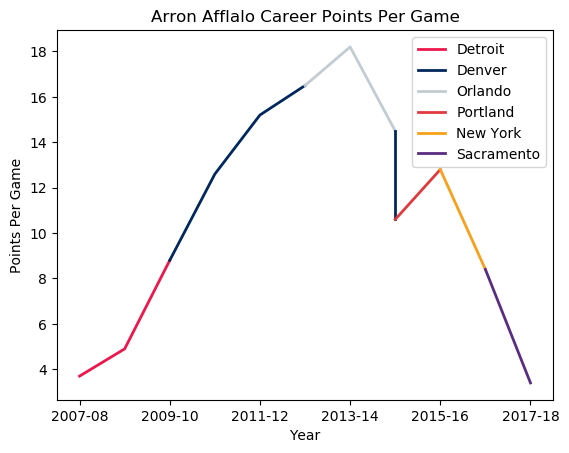 Arron Afflalo Career Points Per Game
Detroit
Denver
Orlando
Portland
New York
Sacramento
18
16
14
12
10
8
6
4
Points Per Game
2007-08 2009-10 2011-12 2013-14 2015-16 2017-18
Year